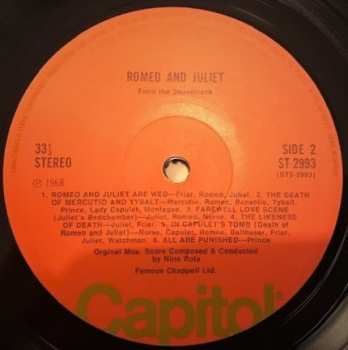 ROMEO AND JULIET
From the Soundtrack
33⅓
STEREO
SIDE 2
ST 2993
(STS-2993)
Ⓟ 1968
1. ROMEO AND JULIET ARE WED—Friar, Romeo, Juliet. 2. THE DEATH
OF MERCUTIO AND TYBALT—Mercutio, Romeo, Benvolio, Tybalt,
Prince, Lady Capulet, Montague. 3. FAREWELL LOVE SCENE
(Juliet's Bedchamber)—Juliet, Romeo, Nurse. 4. THE LIKENESS
OF DEATH—Juliet, Friar. 5. IN CAPULET'S TOMB (Death of
Romeo and Juliet)—Nurse, Capulet, Romeo, Balthazar, Friar,
Juliet, Watchman. 6. ALL ARE PUNISHED—Prince
Orginal Mus. Score Composed & Conducted
by Nino Rota
Famous Chappell Ltd.
Capitol